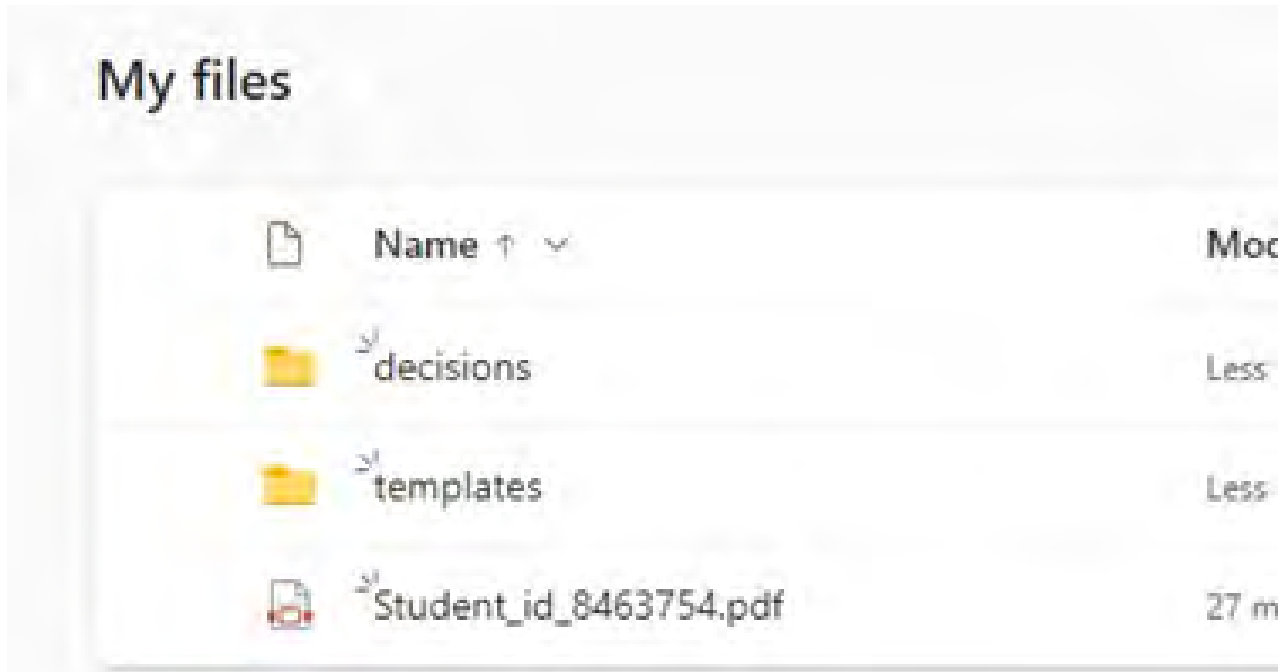 My files
Name
decisions Less
templates Less
Student_id_8463754.pdf 27